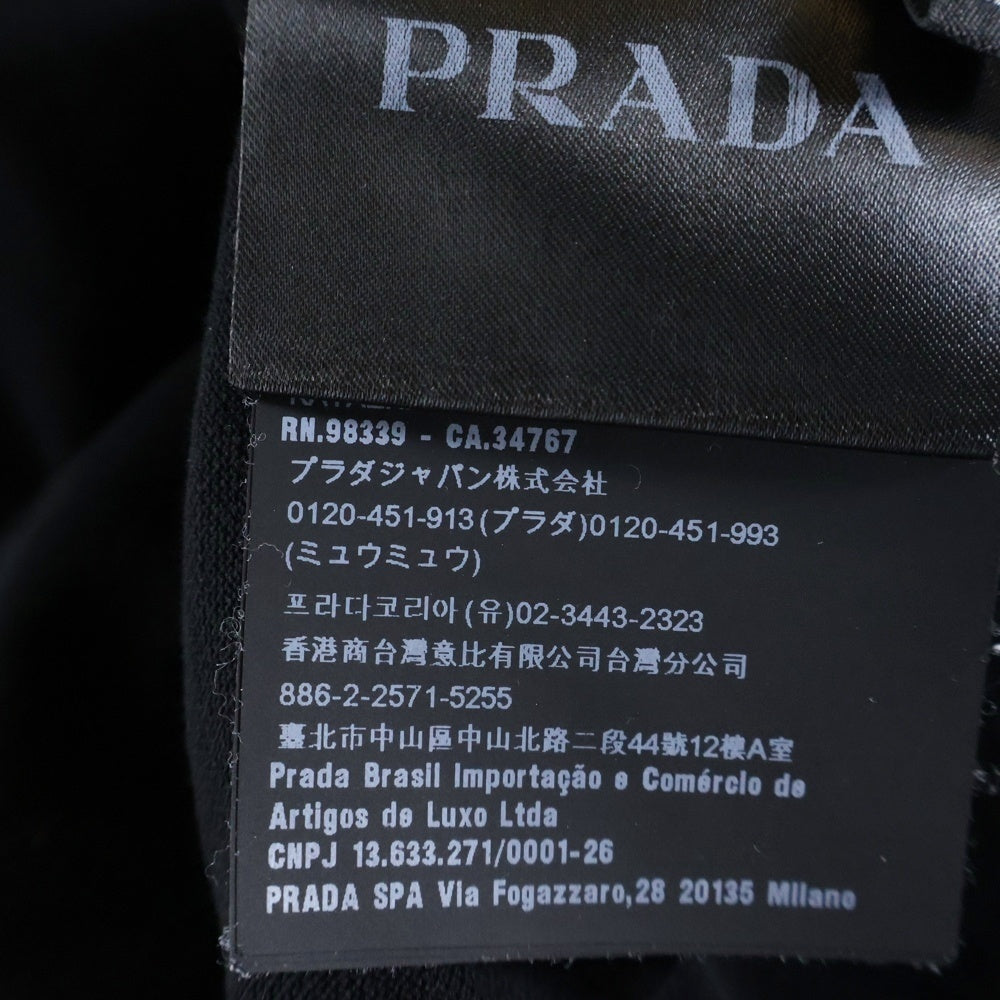 PRADA
RN.98339 - CA.34767
プラダジャパン株式会社
0120-451-913(プラダ)0120-451-993
(ミュウミュウ)
프라다코리아(유)02-3443-2323
香港商台灣意比有限公司台灣分公司
886-2-2571-5255
臺北市中山區中山北路二段44號12樓A室
Prada Brasil Importação e Comércio de
Artigos de Luxo Ltda
CNPJ 13.633.271/0001-26
PRADA SPA Via Fogazzaro,28 20135 Milano